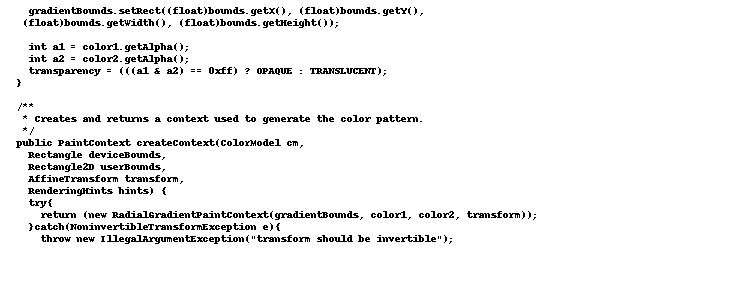 gradientBounds.setRect((float)bounds.getX(), (float)bounds.getY(),
(float)bounds.getWidth(), (float)bounds.getHeight());
int a1 = color1.getAlpha();
int a2 = color2.getAlpha();
transparency = (((a1 & a2) == 0xff) ? OPAQUE : TRANSLUCENT);
}
/**
* Creates and returns a context used to generate the color pattern.
*/
public PaintContext createContext(ColorModel cm,
Rectangle deviceBounds,
Rectangle2D userBounds,
AffineTransform transform,
RenderingHints hints) {
try{
return (new RadialGradientPaintContext(gradientBounds, color1, color2, transform));
}catch(NoninvertibleTransformException e){
throw new IllegalArgumentException("transform should be invertible");